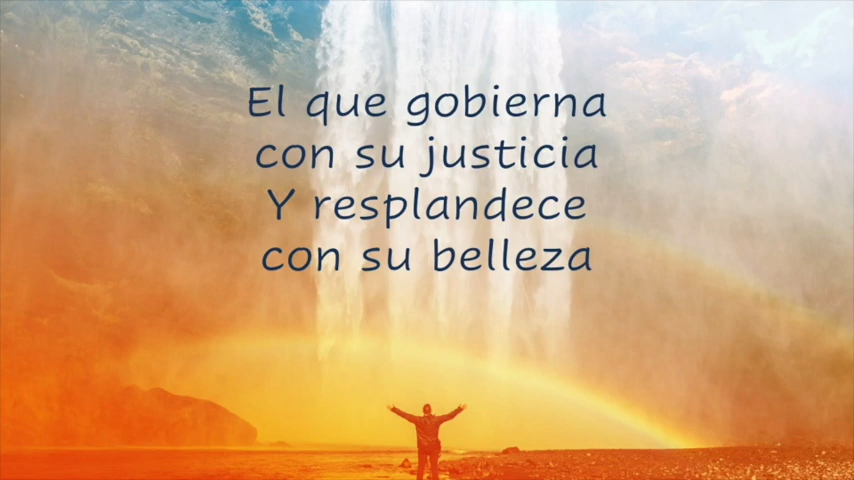 El que gobierna
con su justicia
Y resplandece
con su belleza